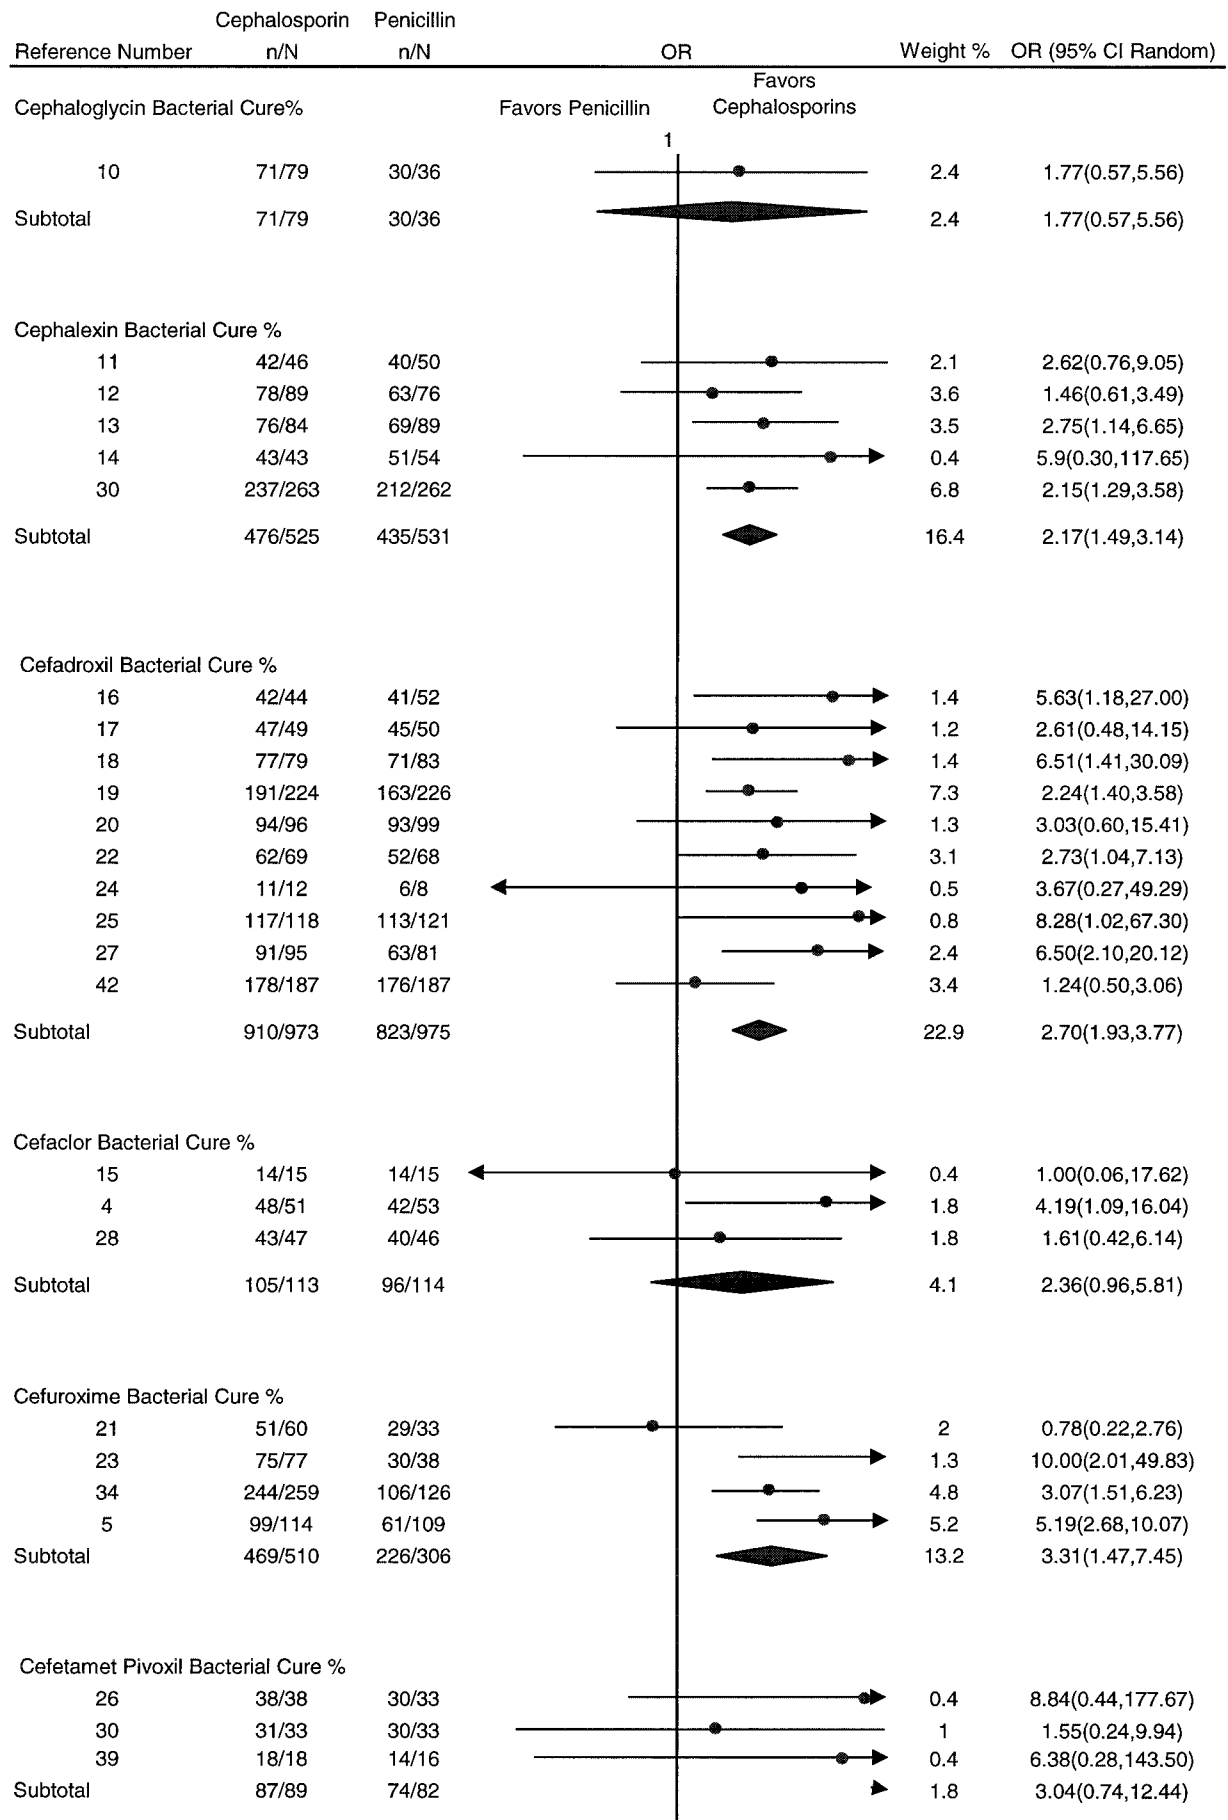 Cephalosporin Penicillin
Reference Number n/N n/N OR Weight % OR (95% CI Random)
Favors
Cephaloglycin Bacterial Cure% Favors Penicillin Cephalosporins
1
10 71/79 30/36 2.4 1.77(0.57,5.56)
Subtotal 71/79 30/36 2.4 1.77(0.57,5.56)
Cephalexin Bacterial Cure %
11 42/46 40/50 2.1 2.62(0.76,9.05)
12 78/89 63/76 3.6 1.46(0.61,3.49)
13 76/84 69/89 3.5 2.75(1.14,6.65)
14 43/43 51/54 0.4 5.9(0.30,117.65)
30 237/263 212/262 6.8 2.15(1.29,3.58)
Subtotal 476/525 435/531 16.4 2.17(1.49,3.14)
Cefadroxil Bacterial Cure %
16 42/44 41/52 1.4 5.63(1.18,27.00)
17 47/49 45/50 1.2 2.61(0.48,14.15)
18 77/79 71/83 1.4 6.51(1.41,30.09)
19 191/224 163/226 7.3 2.24(1.40,3.58)
20 94/96 93/99 1.3 3.03(0.60,15.41)
22 62/69 52/68 3.1 2.73(1.04,7.13)
24 11/12 6/8 0.5 3.67(0.27,49.29)
25 117/118 113/121 0.8 8.28(1.02,67.30)
27 91/95 63/81 2.4 6.50(2.10,20.12)
42 178/187 176/187 3.4 1.24(0.50,3.06)
Subtotal 910/973 823/975 22.9 2.70(1.93,3.77)
Cefaclor Bacterial Cure %
15 14/15 14/15 0.4 1.00(0.06,17.62)
4 48/51 42/53 1.8 4.19(1.09,16.04)
28 43/47 40/46 1.8 1.61(0.42,6.14)
Subtotal 105/113 96/114 4.1 2.36(0.96,5.81)
Cefuroxime Bacterial Cure %
21 51/60 29/33 2 0.78(0.22,2.76)
23 75/77 30/38 1.3 10.00(2.01,49.83)
34 244/259 106/126 4.8 3.07(1.51,6.23)
5 99/114 61/109 5.2 5.19(2.68,10.07)
Subtotal 469/510 226/306 13.2 3.31(1.47,7.45)
Cefetamet Pivoxil Bacterial Cure %
26 38/38 30/33 0.4 8.84(0.44,177.67)
30 31/33 30/33 1 1.55(0.24,9.94)
39 18/18 14/16 0.4 6.38(0.28,143.50)
Subtotal 87/89 74/82 1.8 3.04(0.74,12.44)